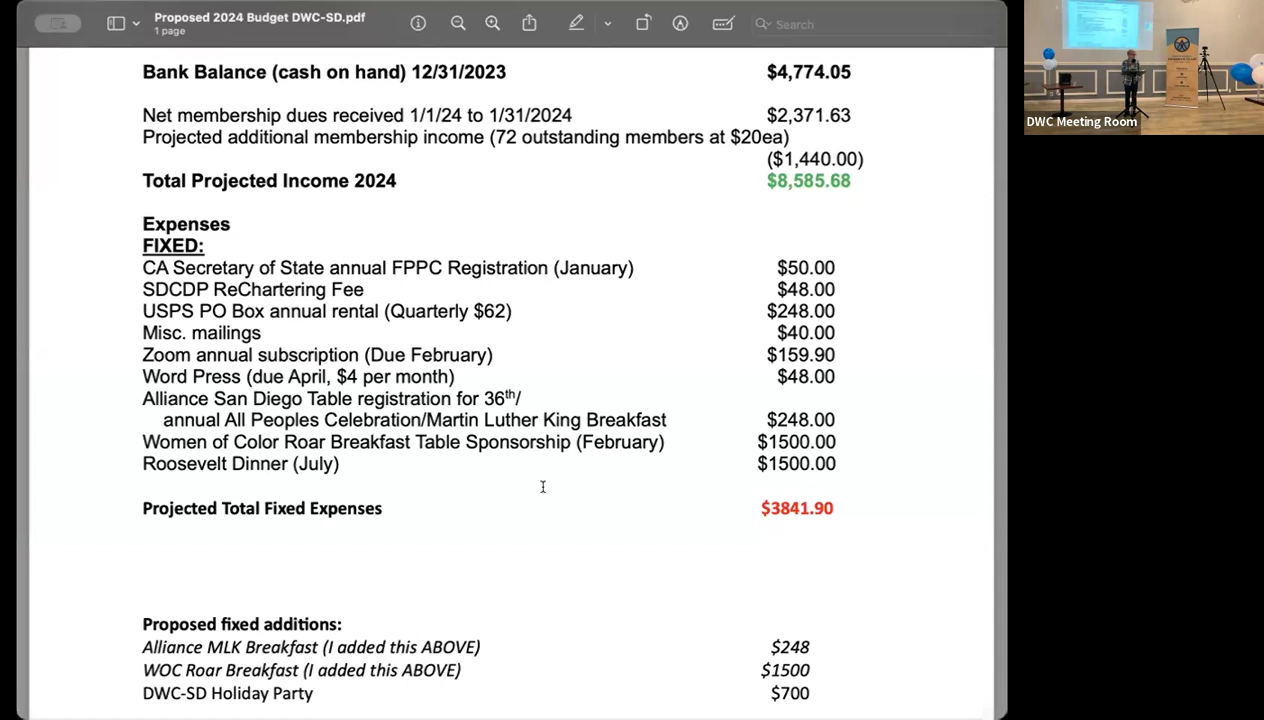 Proposed 2024 Budget DWC-SD.pdf
1 page
Search
Bank Balance (cash on hand) 12/31/2023 $4,774.05
Net membership dues received 1/1/24 to 1/31/2024 $2,371.63
Projected additional membership income (72 outstanding members at $20ea)
($1,440.00)
Total Projected Income 2024 $8,585.68
Expenses
FIXED:
CA Secretary of State annual FPPC Registration (January) $50.00
SDCDP ReChartering Fee $48.00
USPS PO Box annual rental (Quarterly $62) $248.00
Misc. mailings $40.00
Zoom annual subscription (Due February) $159.90
Word Press (due April, $4 per month) $48.00
Alliance San Diego Table registration for 36th/
annual All Peoples Celebration/Martin Luther King Breakfast $248.00
Women of Color Roar Breakfast Table Sponsorship (February) $1500.00
Roosevelt Dinner (July) $1500.00
Projected Total Fixed Expenses $3841.90
Proposed fixed additions:
Alliance MLK Breakfast (I added this ABOVE) $248
WOC Roar Breakfast (I added this ABOVE) $1500
DWC-SD Holiday Party $700
DWC Meeting Room